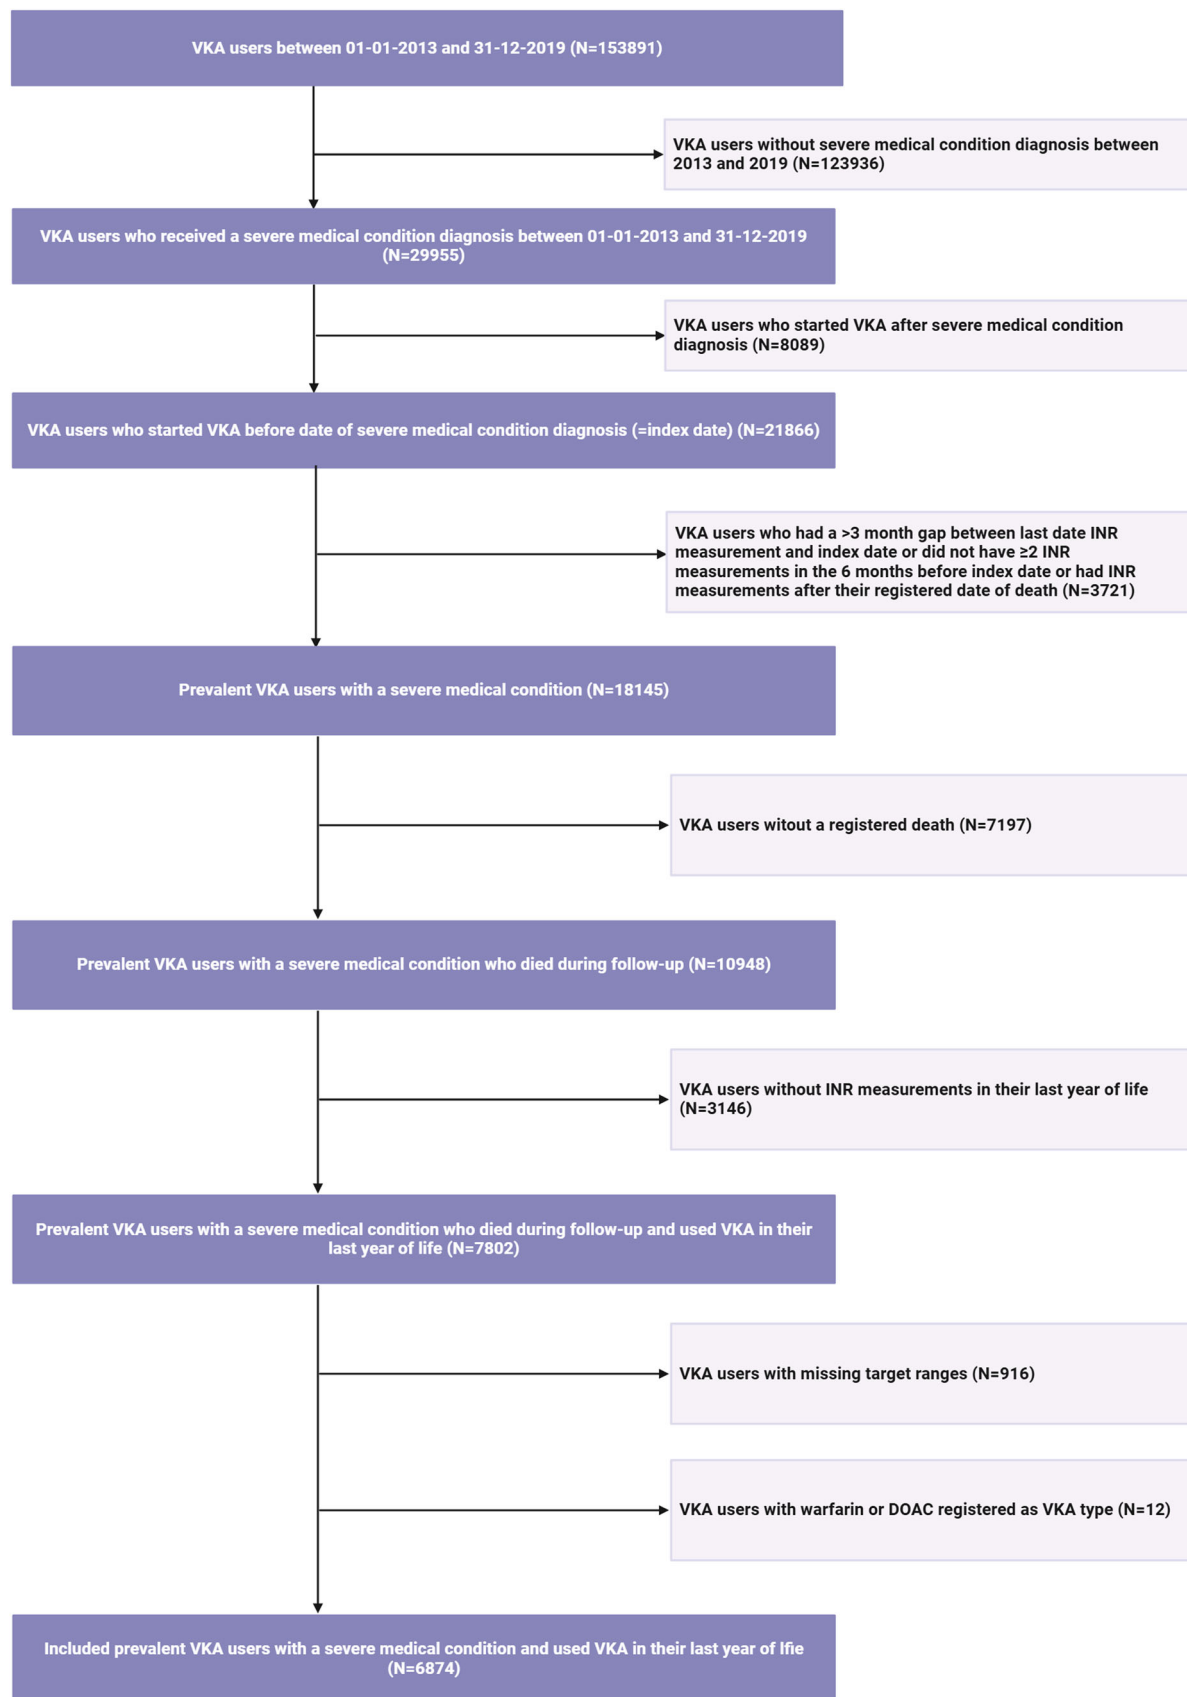 VKA users between 01-01-2013 and 31-12-2019 (N=153891)
VKA users without severe medical condition diagnosis between
2013 and 2019 (N=123936)
VKA users who received a severe medical condition diagnosis between 01-01-2013 and 31-12-2019
(N=29955)
VKA users who started VKA after severe medical condition
diagnosis (N=8089)
VKA users who started VKA before date of severe medical condition diagnosis (=index date) (N=21866)
VKA users who had a >3 month gap between last date INR
measurement and index date or did not have ≥2 INR
measurements in the 6 months before index date or had INR
measurements after their registered date of death (N=3721)
Prevalent VKA users with a severe medical condition (N=18145)
VKA users witout a registered death (N=7197)
Prevalent VKA users with a severe medical condition who died during follow-up (N=10948)
VKA users without INR measurements in their last year of life
(N=3146)
Prevalent VKA users with a severe medical condition who died during follow-up and used VKA in their
last year of life (N=7802)
VKA users with missing target ranges (N=916)
VKA users with warfarin or DOAC registered as VKA type (N=12)
Included prevalent VKA users with a severe medical condition and used VKA in their last year of lfie
(N=6874)